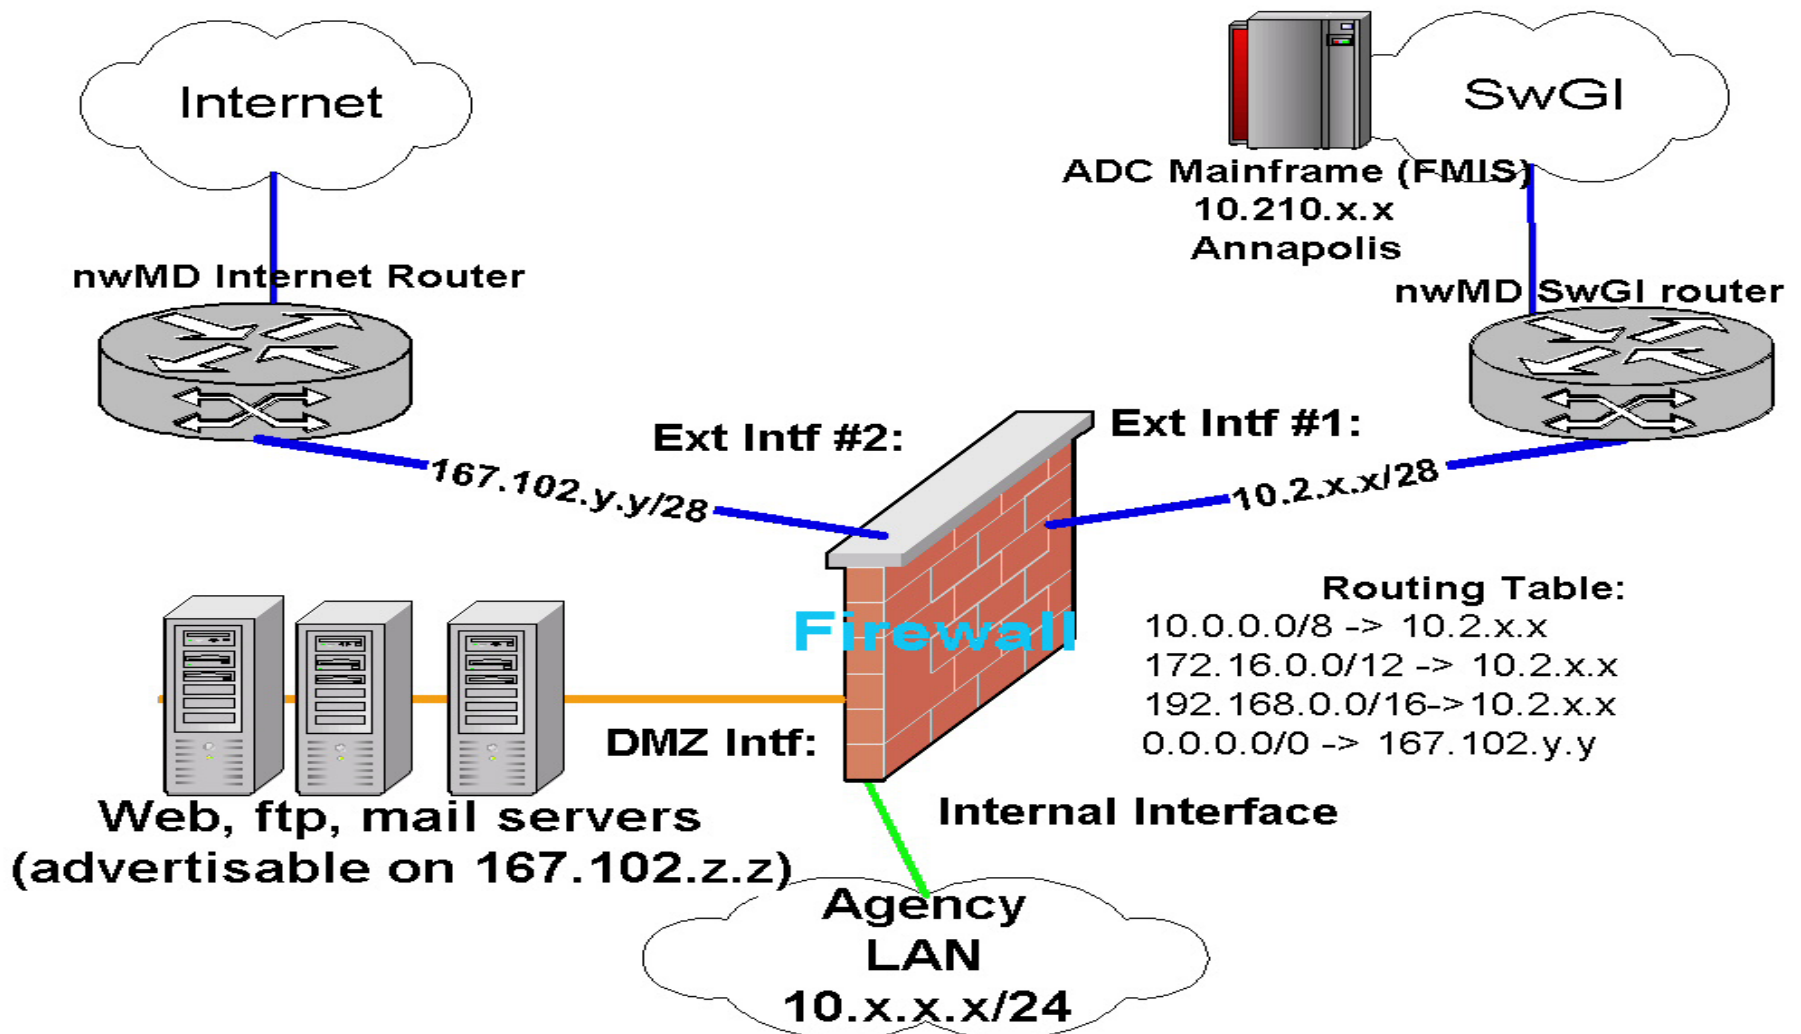 Internet
SwGI
ADC Mainframe (FMIS)
10.210.x.x
Annapolis
nwMD Internet Router
nwMD SwGI router
Ext Intf #2:
Ext Intf #1:
167.102.y.y/28
10.2.x.x/28
Firewall
Routing Table:
10.0.0.0/8 -> 10.2.x.x
172.16.0.0/12 -> 10.2.x.x
192.168.0.0/16->10.2.x.x
0.0.0.0/0 -> 167.102.y.y
DMZ Intf:
Web, ftp, mail servers
(advertisable on 167.102.z.z)
Internal Interface
Agency
LAN
10.x.x.x/24